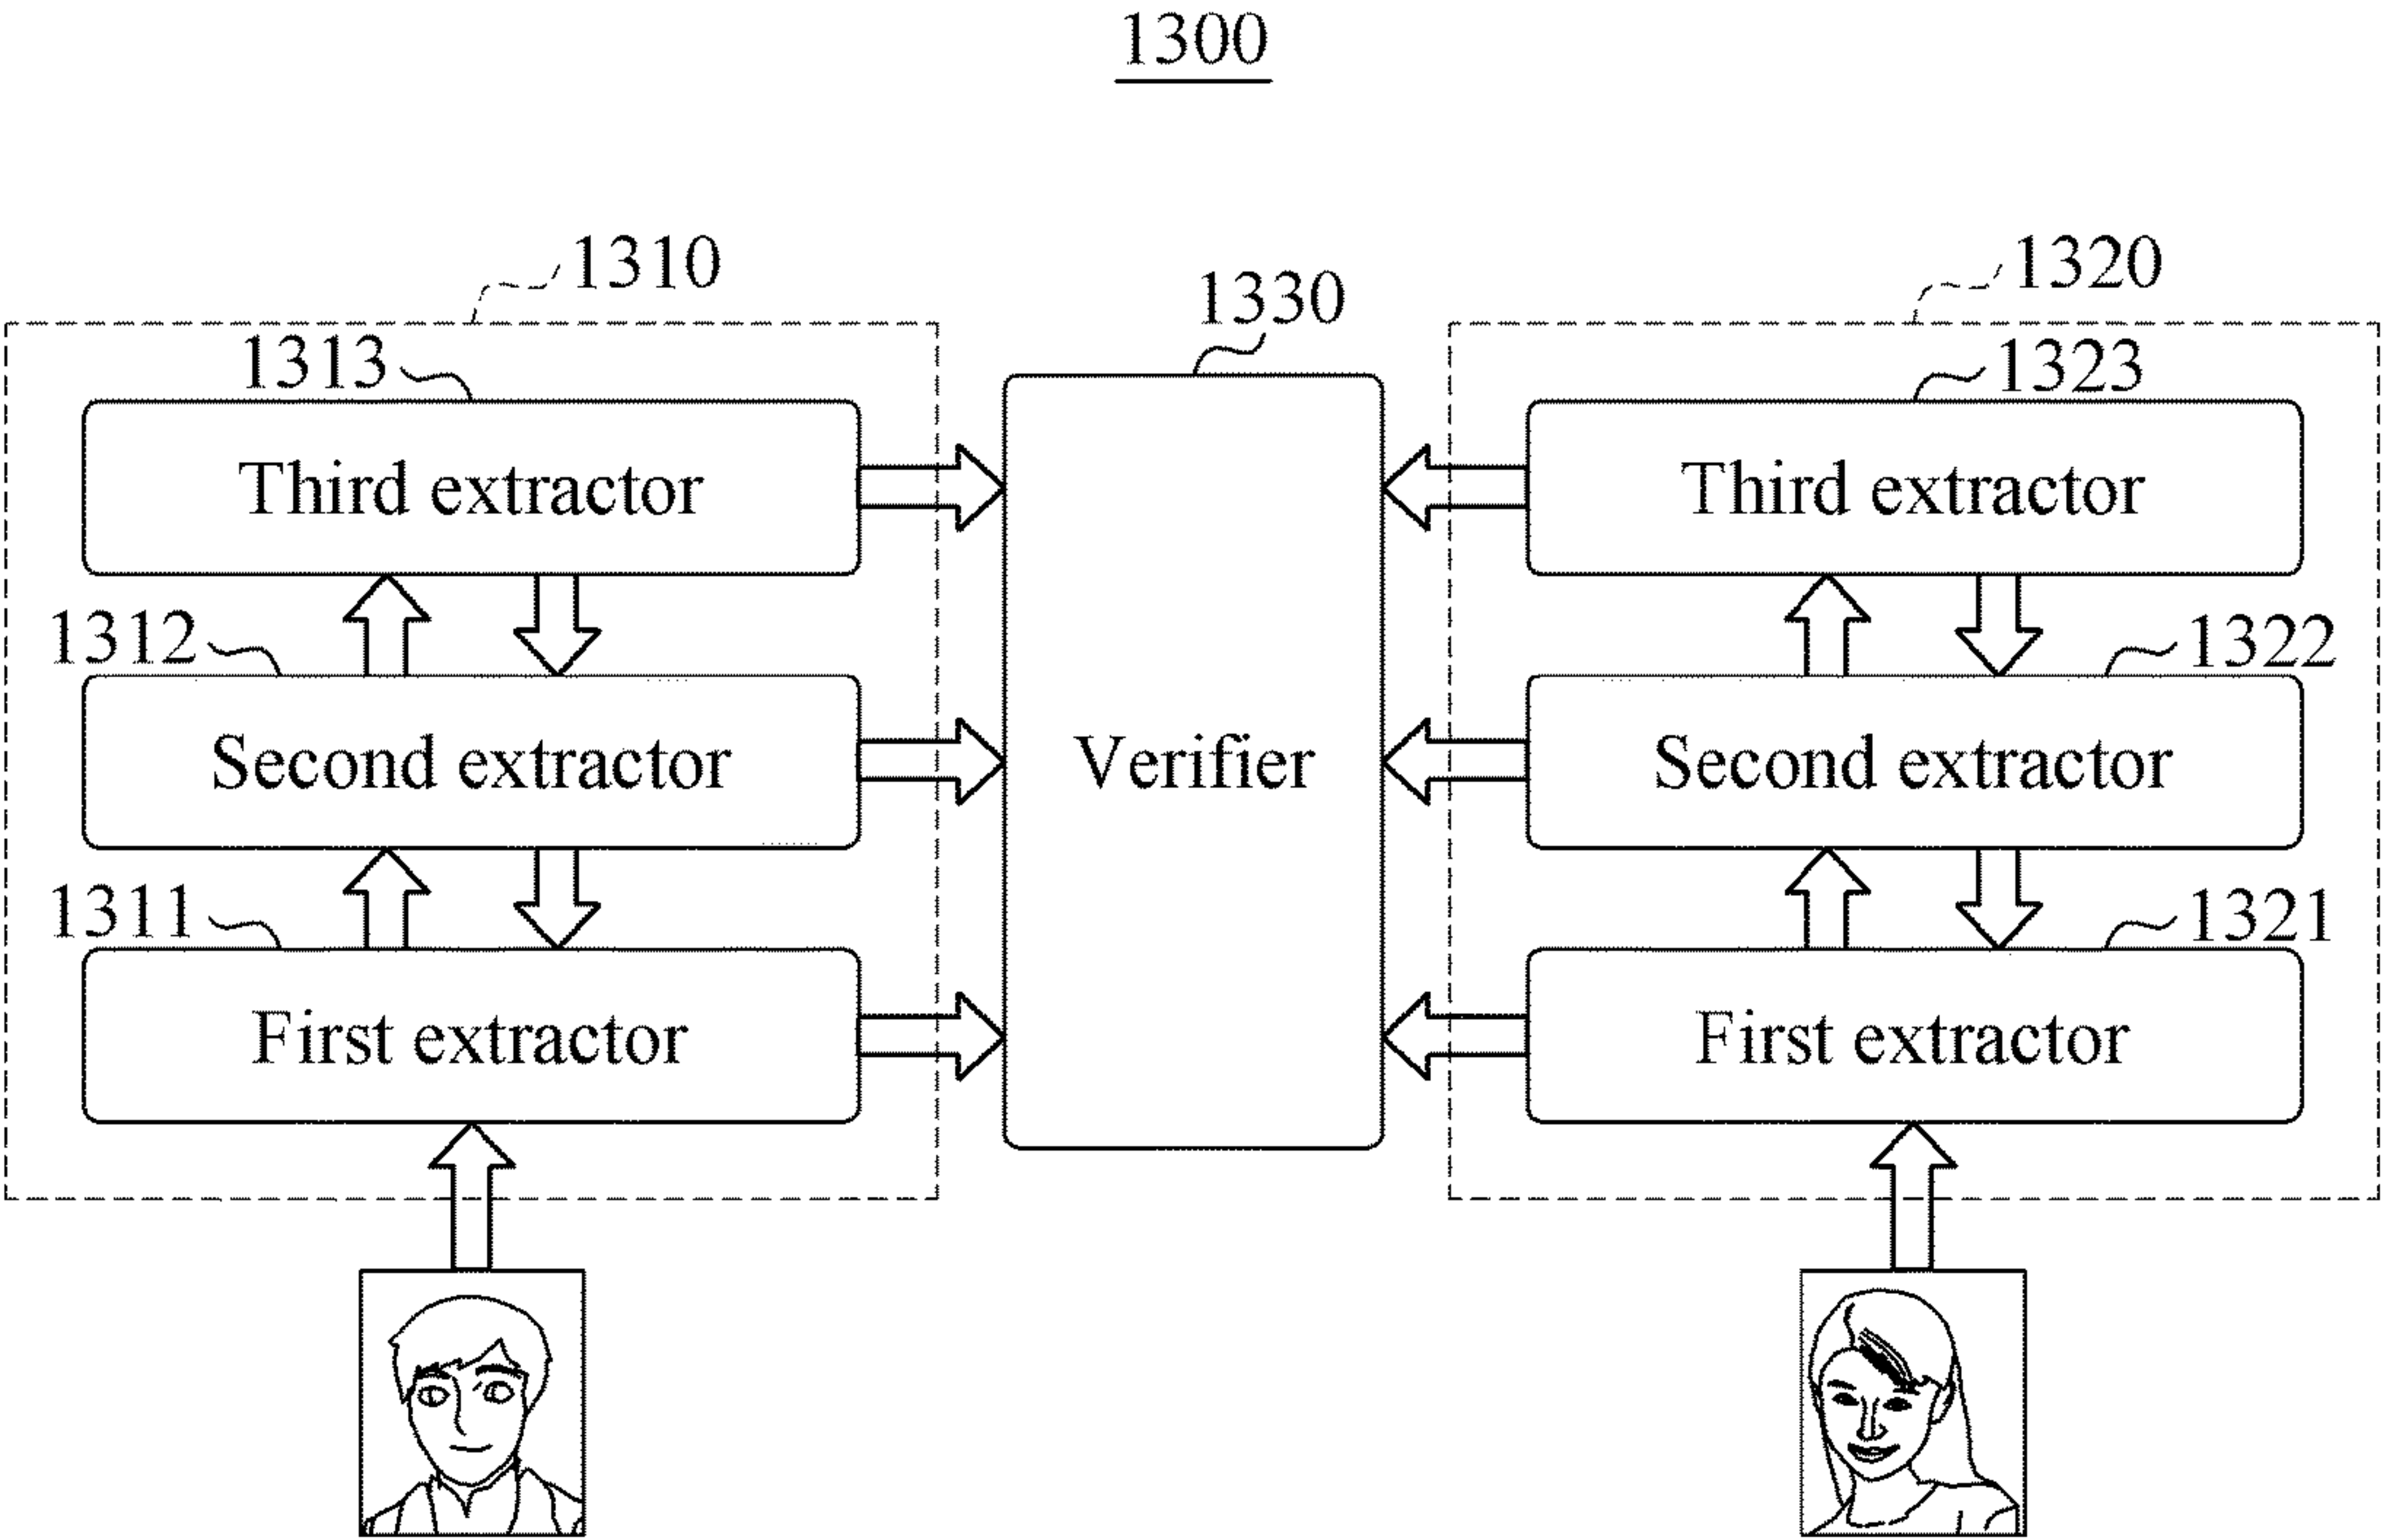 1300
1310
1320
1330
1313
1323
Third extractor
Third extractor
1312
1322
Second extractor
Verifier
Second extractor
1311
1321
First extractor
First extractor